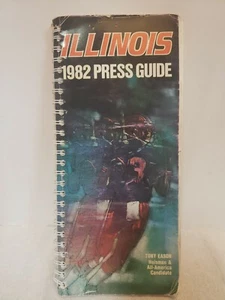 ILLINOIS
1982 PRESS GUIDE
TONY EASON
Heisman &
All-America
Candidate